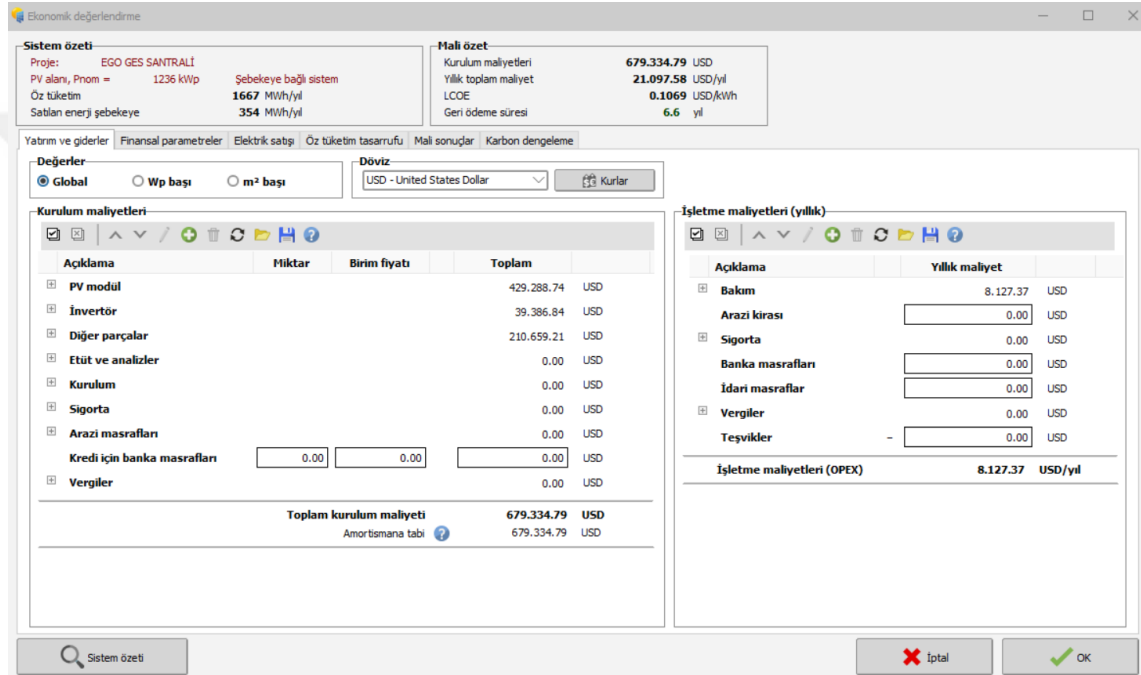 Ekonomik değerlendirme
Sistem özeti
Proje: EGO GES SANTRALİ
PV alanı, Pnom = 1236 kWp Şebekeye bağlı sistem
Öz tüketim 1667 MWh/yıl
Satılan enerji şebekeye 354 MWh/yıl
Mali özet
Kurulum maliyetleri 679.334.79 USD
Yıllık toplam maliyet 21.097.58 USD/yıl
LCOE 0.1069 USD/kWh
Geri ödeme süresi 6.6 yıl
Yatırım ve giderler Finansal parametreler Elektrik satışı Öz tüketim tasarrufu Mali sonuçlar Karbon dengeleme
Değerler
Global Wp başı m² başı
Döviz
USD - United States Dollar Kurlar
Kurulum maliyetleri
Açıklama Miktar Birim fiyatı Toplam
PV modül 429.288.74 USD
İnvertör 39.386.84 USD
Diğer parçalar 210.659.21 USD
Etüt ve analizler 0.00 USD
Kurulum 0.00 USD
Sigorta 0.00 USD
Arazi masrafları 0.00 USD
Kredi için banka masrafları 0.00 0.00 0.00 USD
Vergiler 0.00 USD
Toplam kurulum maliyeti 679.334.79 USD
Amortismana tabi 679.334.79 USD
İşletme maliyetleri (yıllık)
Açıklama Yıllık maliyet
Bakım 8.127.37 USD
Arazi kirası 0.00 USD
Sigorta 0.00 USD
Banka masrafları 0.00 USD
İdari masraflar 0.00 USD
Vergiler 0.00 USD
Teşvikler – 0.00 USD
İşletme maliyetleri (OPEX) 8.127.37 USD/yıl
Sistem özeti İptal OK